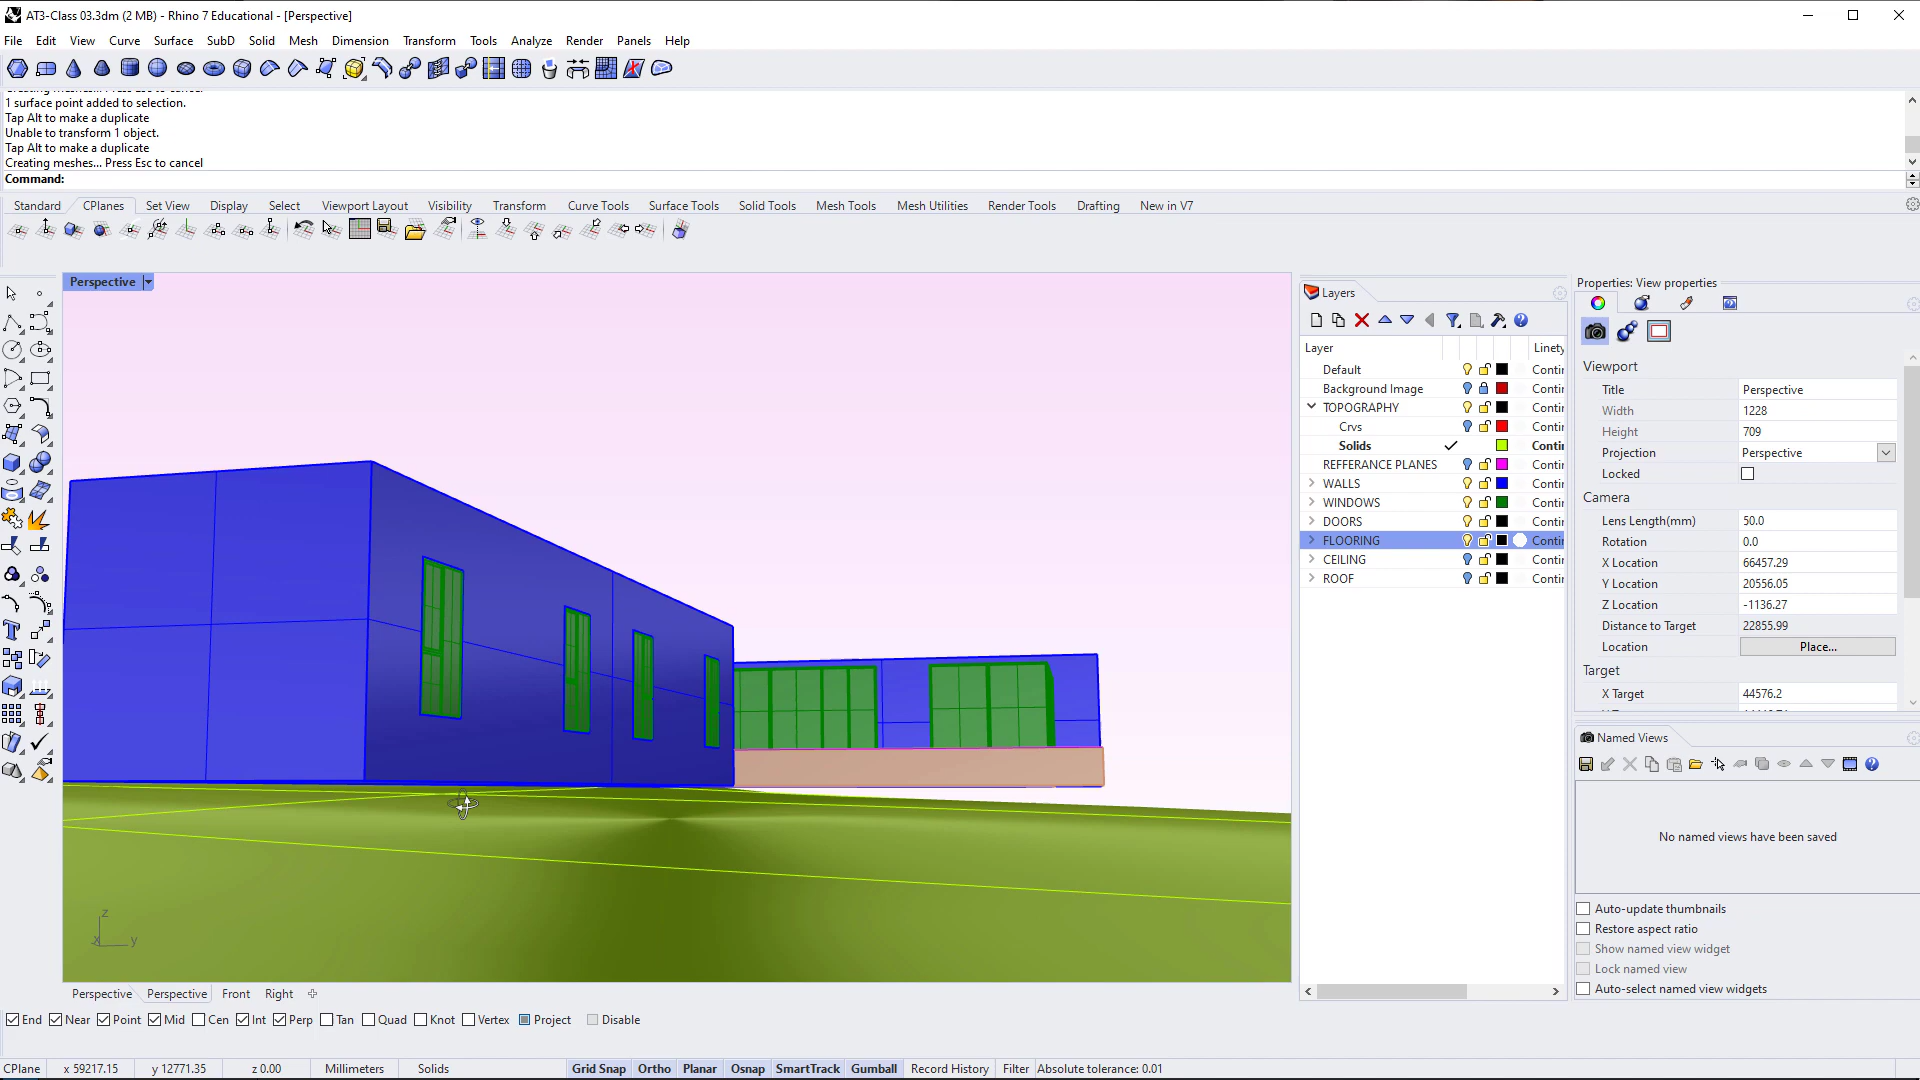 AT3-Class 03.3dm (2 MB) - Rhino 7 Educational - [Perspective]
File Edit View Curve Surface SubD Solid Mesh Dimension Transform Tools Analyze Render Panels Help
1 surface point added to selection.
Tap Alt to make a duplicate
Unable to transform 1 object.
Tap Alt to make a duplicate
Creating meshes... Press Esc to cancel
Command:
Standard CPlanes Set View Display Select Viewport Layout Visibility Transform Curve Tools Surface Tools Solid Tools Mesh Tools Mesh Utilities Render Tools Drafting New in V7
Perspective
z
x y
Layers
Layer Linety
Default Contir
Background Image Contir
TOPOGRAPHY Contir
Crvs Contir
Solids Contir
REFFERANCE PLANES Contir
WALLS Contir
WINDOWS Contir
DOORS Contir
FLOORING Contir
CEILING Contir
ROOF Contir
Properties: View properties
Viewport
Title Perspective
Width 1228
Height 709
Projection Perspective
Locked
Camera
Lens Length(mm) 50.0
Rotation 0.0
X Location 66457.29
Y Location 20556.05
Z Location -1136.27
Distance to Target 22855.99
Location Place...
Target
X Target 44576.2
Named Views
No named views have been saved
Auto-update thumbnails
Restore aspect ratio
Show named view widget
Lock named view
Auto-select named view widgets
Perspective Perspective Front Right
End Near Point Mid Cen Int Perp Tan Quad Knot Vertex Project Disable
CPlane x 59217.15 y 12771.35 z 0.00 Millimeters Solids Grid Snap Ortho Planar Osnap SmartTrack Gumball Record History Filter Absolute tolerance: 0.01